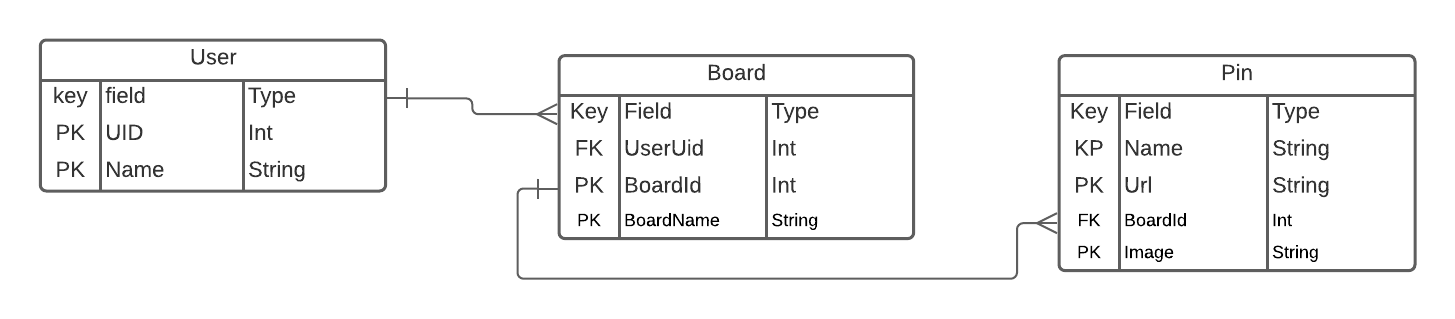 User
key field Type
PK UID Int
PK Name String
Board
Key Field Type
FK UserUid Int
PK BoardId Int
PK BoardName String
Pin
Key Field Type
KP Name String
PK Url String
FK BoardId Int
PK Image String